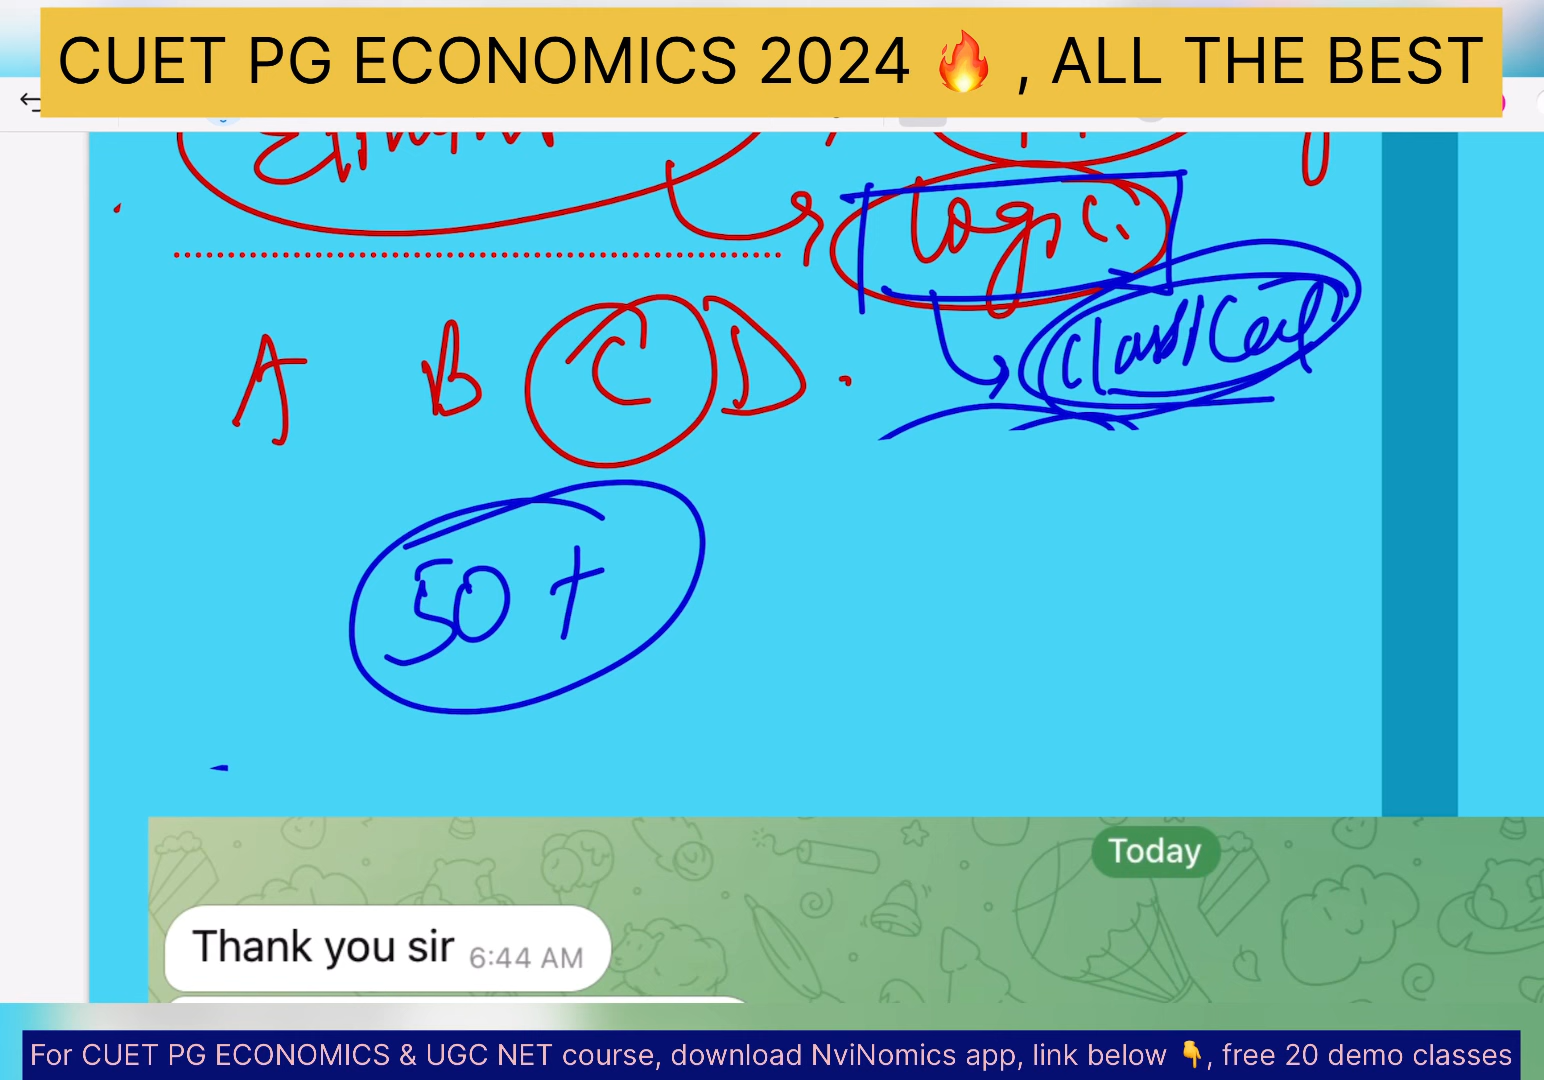 CUET PG ECONOMICS 2024 🔥 , ALL THE BEST
A B C D.
classical
50 +
Today
Thank you sir 6:44 AM
For CUET PG ECONOMICS & UGC NET course, download NviNomics app, link below 👇, free 20 demo classes